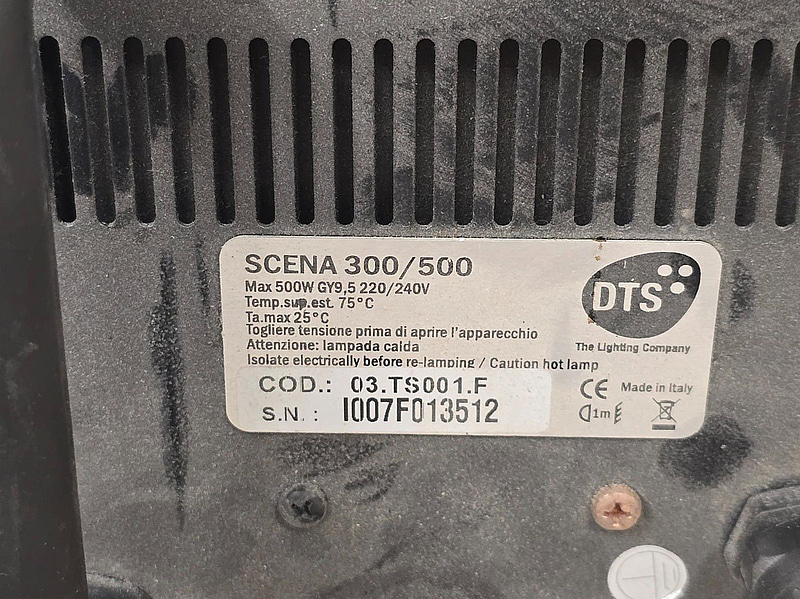 SCENA 300/500
Max 500W GY9,5 220/240V
Temp.sup.est. 75°C
Ta.max 25°C
Togliere tensione prima di aprire l'apparecchio
Attenzione: lampada calda
Isolate electrically before re-lamping / Caution hot lamp
DTS
The Lighting Company
COD.: 03.TS001.F
S.N.: I007F013512
CE Made in Italy
1m